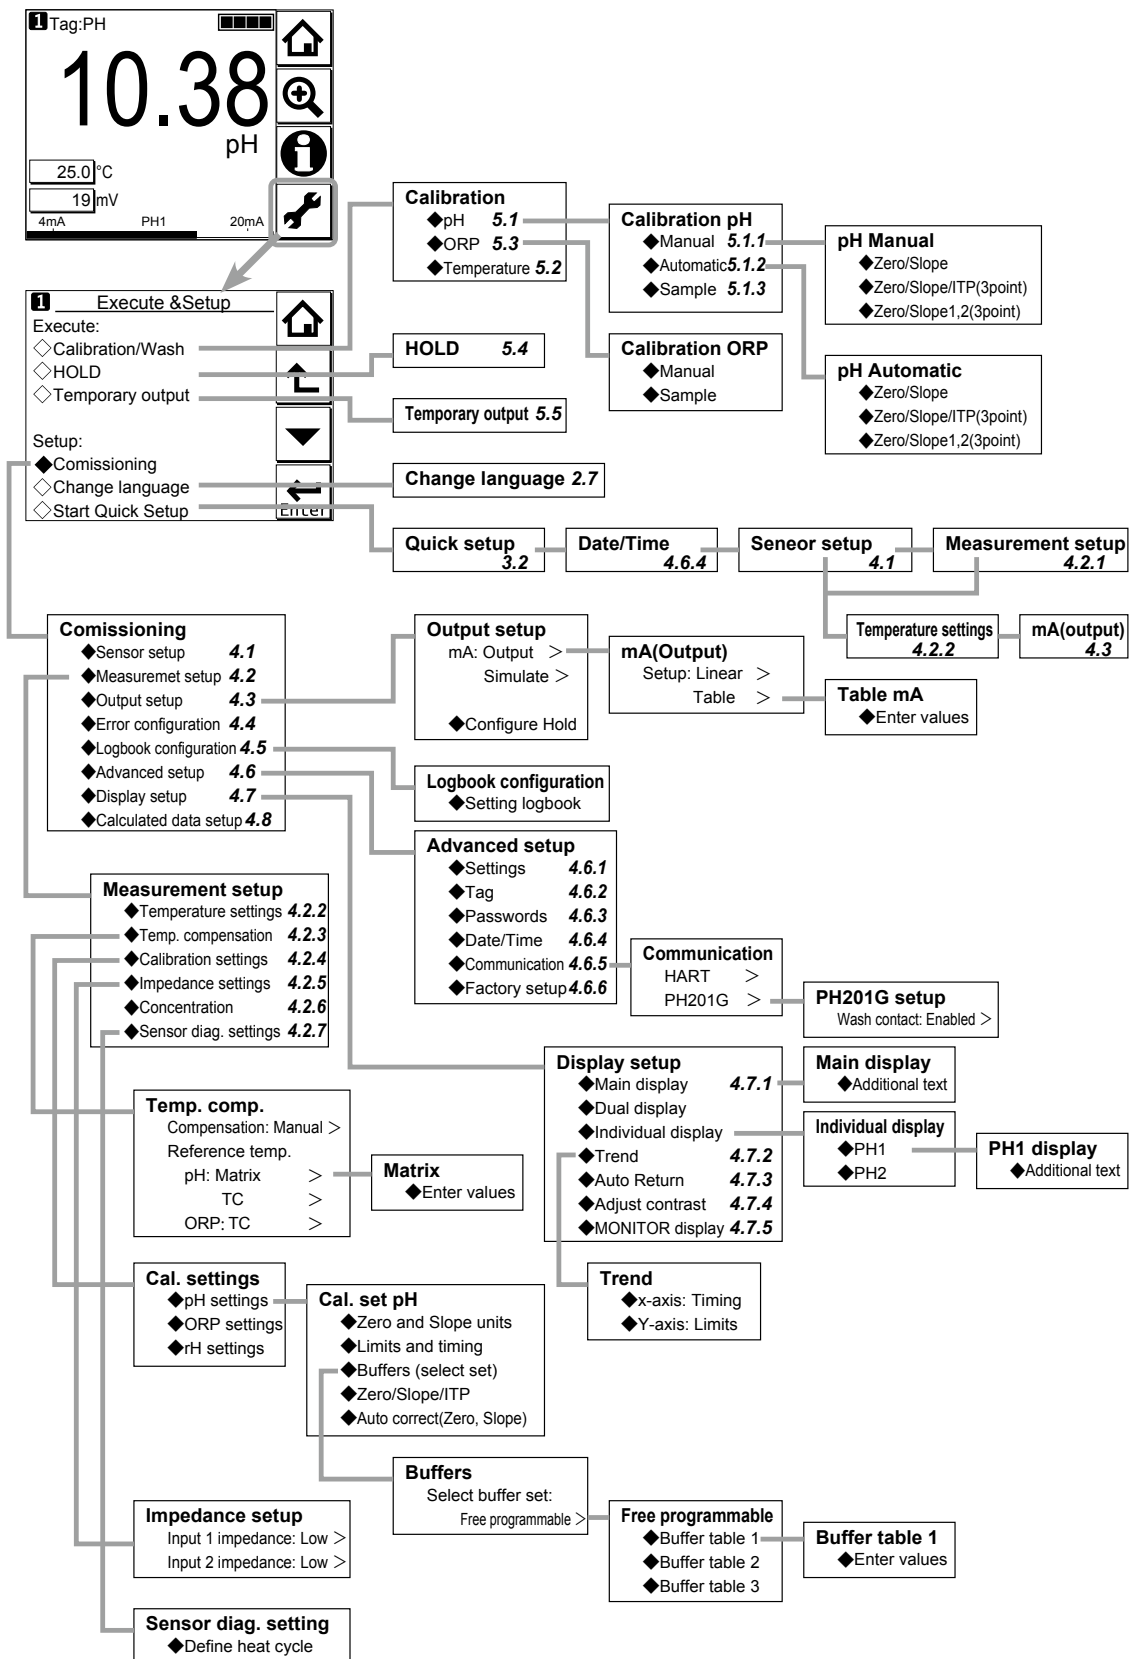 1 Tag:PH
10.38
pH
25.0 °C
19 mV
4mA PH1 20mA
1 Execute &Setup
Execute:
◇Calibration/Wash
◇HOLD
◇Temporary output
Setup:
◆Comissioning
◇Change language
◇Start Quick Setup
Enter
Calibration
◆pH 5.1
◆ORP 5.3
◆Temperature 5.2
Calibration pH
◆Manual 5.1.1
◆Automatic 5.1.2
◆Sample 5.1.3
pH Manual
◆Zero/Slope
◆Zero/Slope/ITP(3point)
◆Zero/Slope1,2(3point)
HOLD 5.4
Calibration ORP
◆Manual
◆Sample
pH Automatic
◆Zero/Slope
◆Zero/Slope/ITP(3point)
◆Zero/Slope1,2(3point)
Temporary output 5.5
Change language 2.7
Quick setup
3.2
Date/Time
4.6.4
Seneor setup
4.1
Measurement setup
4.2.1
Temperature settings
4.2.2
mA(output)
4.3
Comissioning
◆Sensor setup 4.1
◆Measuremet setup 4.2
◆Output setup 4.3
◆Error configuration 4.4
◆Logbook configuration 4.5
◆Advanced setup 4.6
◆Display setup 4.7
◆Calculated data setup 4.8
Output setup
mA: Output >
Simulate >
◆Configure Hold
mA(Output)
Setup: Linear >
Table >
Table mA
◆Enter values
Logbook configuration
◆Setting logbook
Advanced setup
◆Settings 4.6.1
◆Tag 4.6.2
◆Passwords 4.6.3
◆Date/Time 4.6.4
◆Communication 4.6.5
◆Factory setup 4.6.6
Communication
HART >
PH201G >
PH201G setup
Wash contact: Enabled >
Measurement setup
◆Temperature settings 4.2.2
◆Temp. compensation 4.2.3
◆Calibration settings 4.2.4
◆Impedance settings 4.2.5
◆Concentration 4.2.6
◆Sensor diag. settings 4.2.7
Display setup
◆Main display 4.7.1
◆Dual display
◆Individual display
◆Trend 4.7.2
◆Auto Return 4.7.3
◆Adjust contrast 4.7.4
◆MONITOR display 4.7.5
Main display
◆Additional text
Individual display
◆PH1
◆PH2
PH1 display
◆Additional text
Temp. comp.
Compensation: Manual >
Reference temp.
pH: Matrix >
TC >
ORP: TC >
Matrix
◆Enter values
Trend
◆x-axis: Timing
◆Y-axis: Limits
Cal. settings
◆pH settings
◆ORP settings
◆rH settings
Cal. set pH
◆Zero and Slope units
◆Limits and timing
◆Buffers (select set)
◆Zero/Slope/ITP
◆Auto correct(Zero, Slope)
Buffers
Select buffer set:
Free programmable >
Free programmable
◆Buffer table 1
◆Buffer table 2
◆Buffer table 3
Buffer table 1
◆Enter values
Impedance setup
Input 1 impedance: Low >
Input 2 impedance: Low >
Sensor diag. setting
◆Define heat cycle